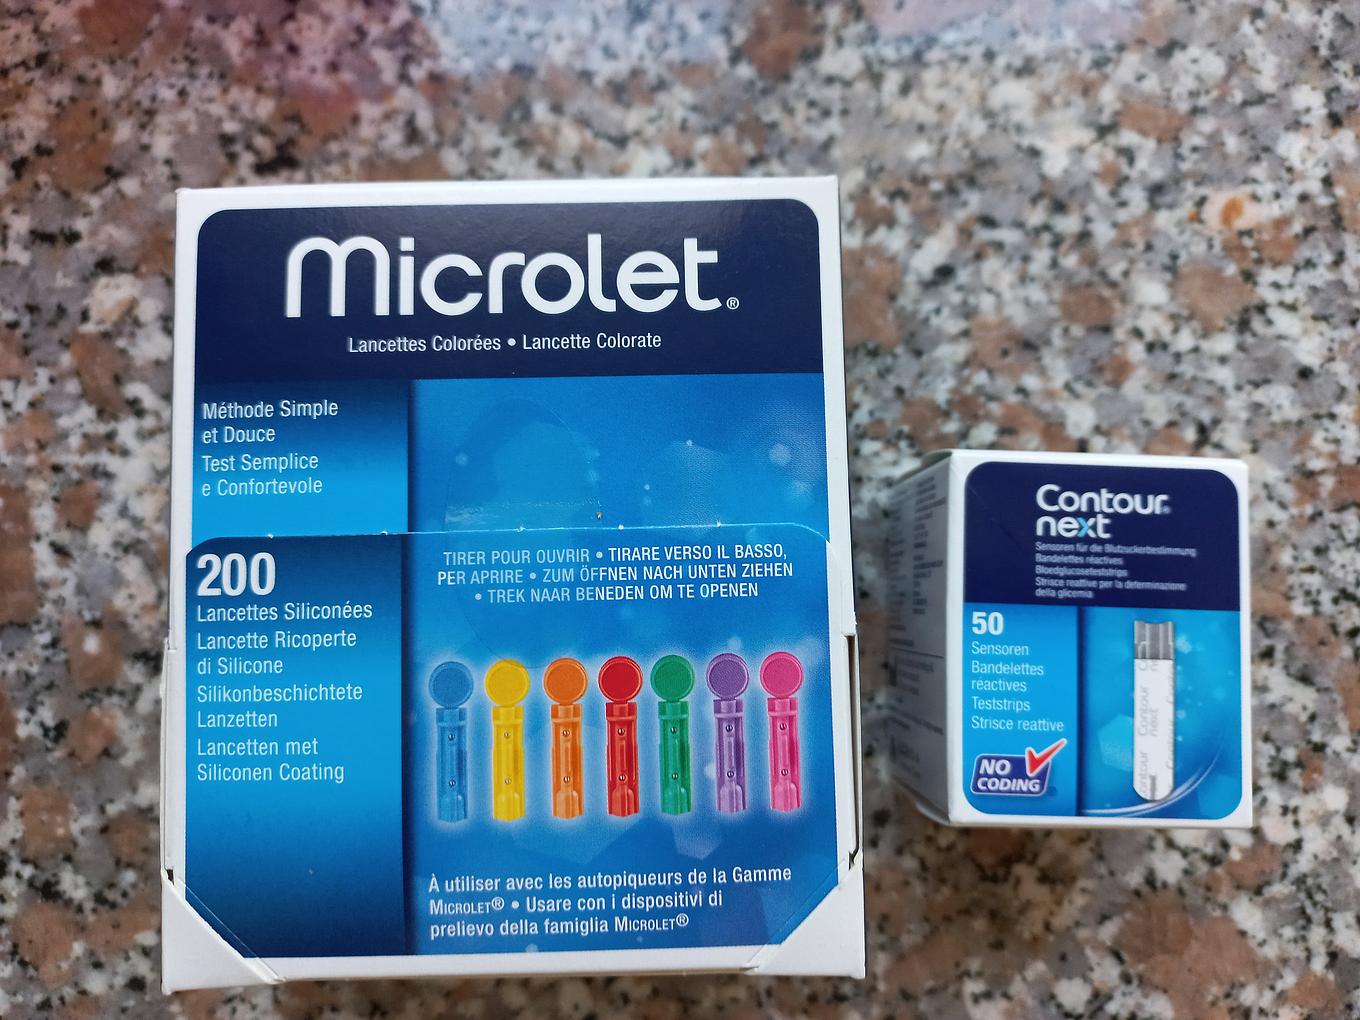 Microlet®
Lancettes Colorées • Lancette Colorate
Méthode Simple
et Douce
Test Semplice
e Confortevole
200
Lancettes Siliconées
Lancette Ricoperte
di Silicone
Silikonbeschichtete
Lanzetten
Lancetten met
Siliconen Coating
TIRER POUR OUVRIR • TIRARE VERSO IL BASSO,
PER APRIRE • ZUM ÖFFNEN NACH UNTEN ZIEHEN
• TREK NAAR BENEDEN OM TE OPENEN
À utiliser avec les autopiqueurs de la Gamme
MICROLET® • Usare con i dispositivi di
prelievo della famiglia MICROLET®
Contour®
next
Sensoren für die Blutzuckerbestimmung
Bandelettes réactives
Bloedglucoseteststrips
Strisce reattive per la determinazione
della glicemia
50
Sensoren
Bandelettes
réactives
Teststrips
Strisce reattive
NO
CODING
Contour
next